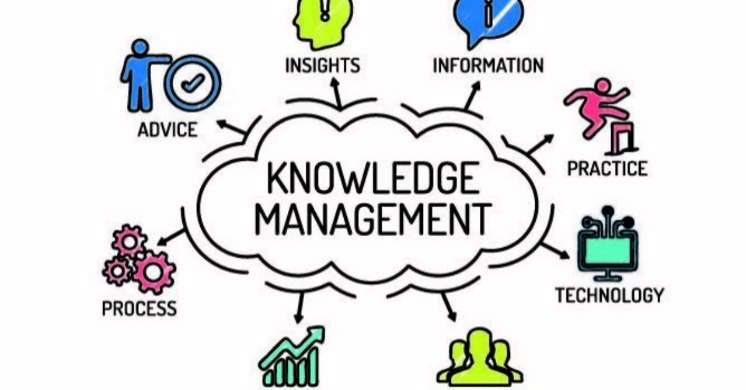 INSIGHTS
INFORMATION
ADVICE
PRACTICE
KNOWLEDGE
MANAGEMENT
PROCESS
TECHNOLOGY